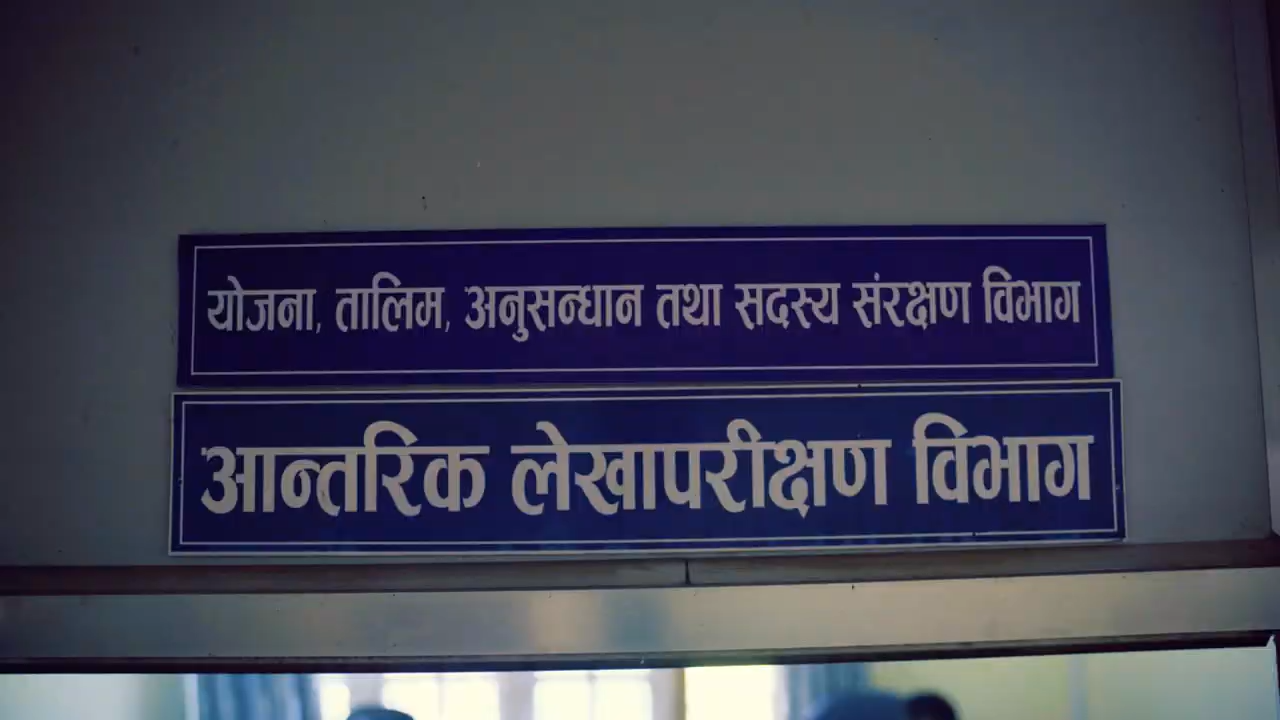 योजना, तालिम, अनुसन्धान तथा सदस्य संरक्षण विभाग
आन्तरिक लेखापरीक्षण विभाग